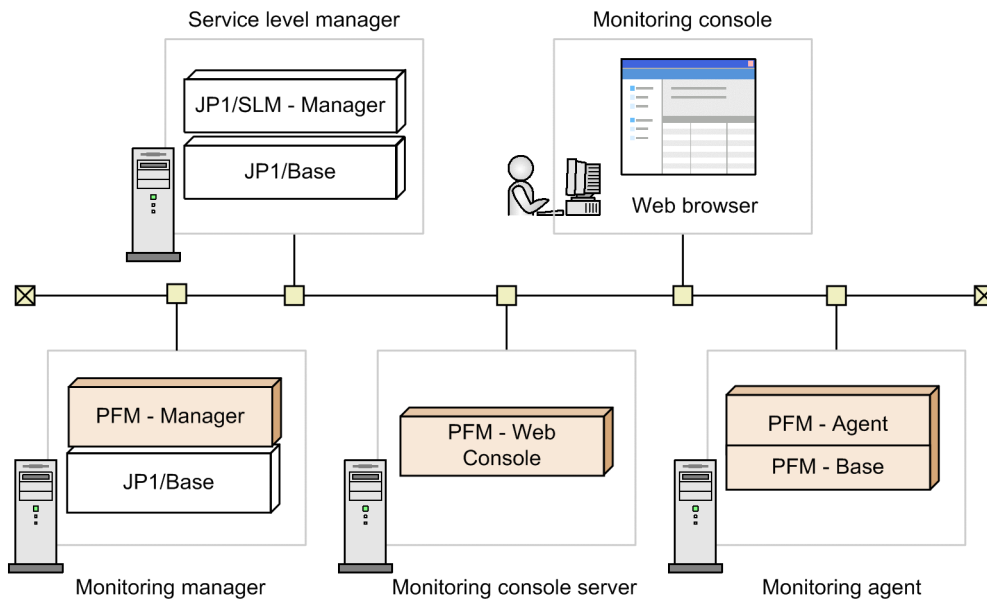 Service level manager
Monitoring console
JP1/SLM - Manager
JP1/Base
Web browser
PFM - Manager
JP1/Base
PFM - Web
Console
PFM - Agent
PFM - Base
Monitoring manager
Monitoring console server
Monitoring agent